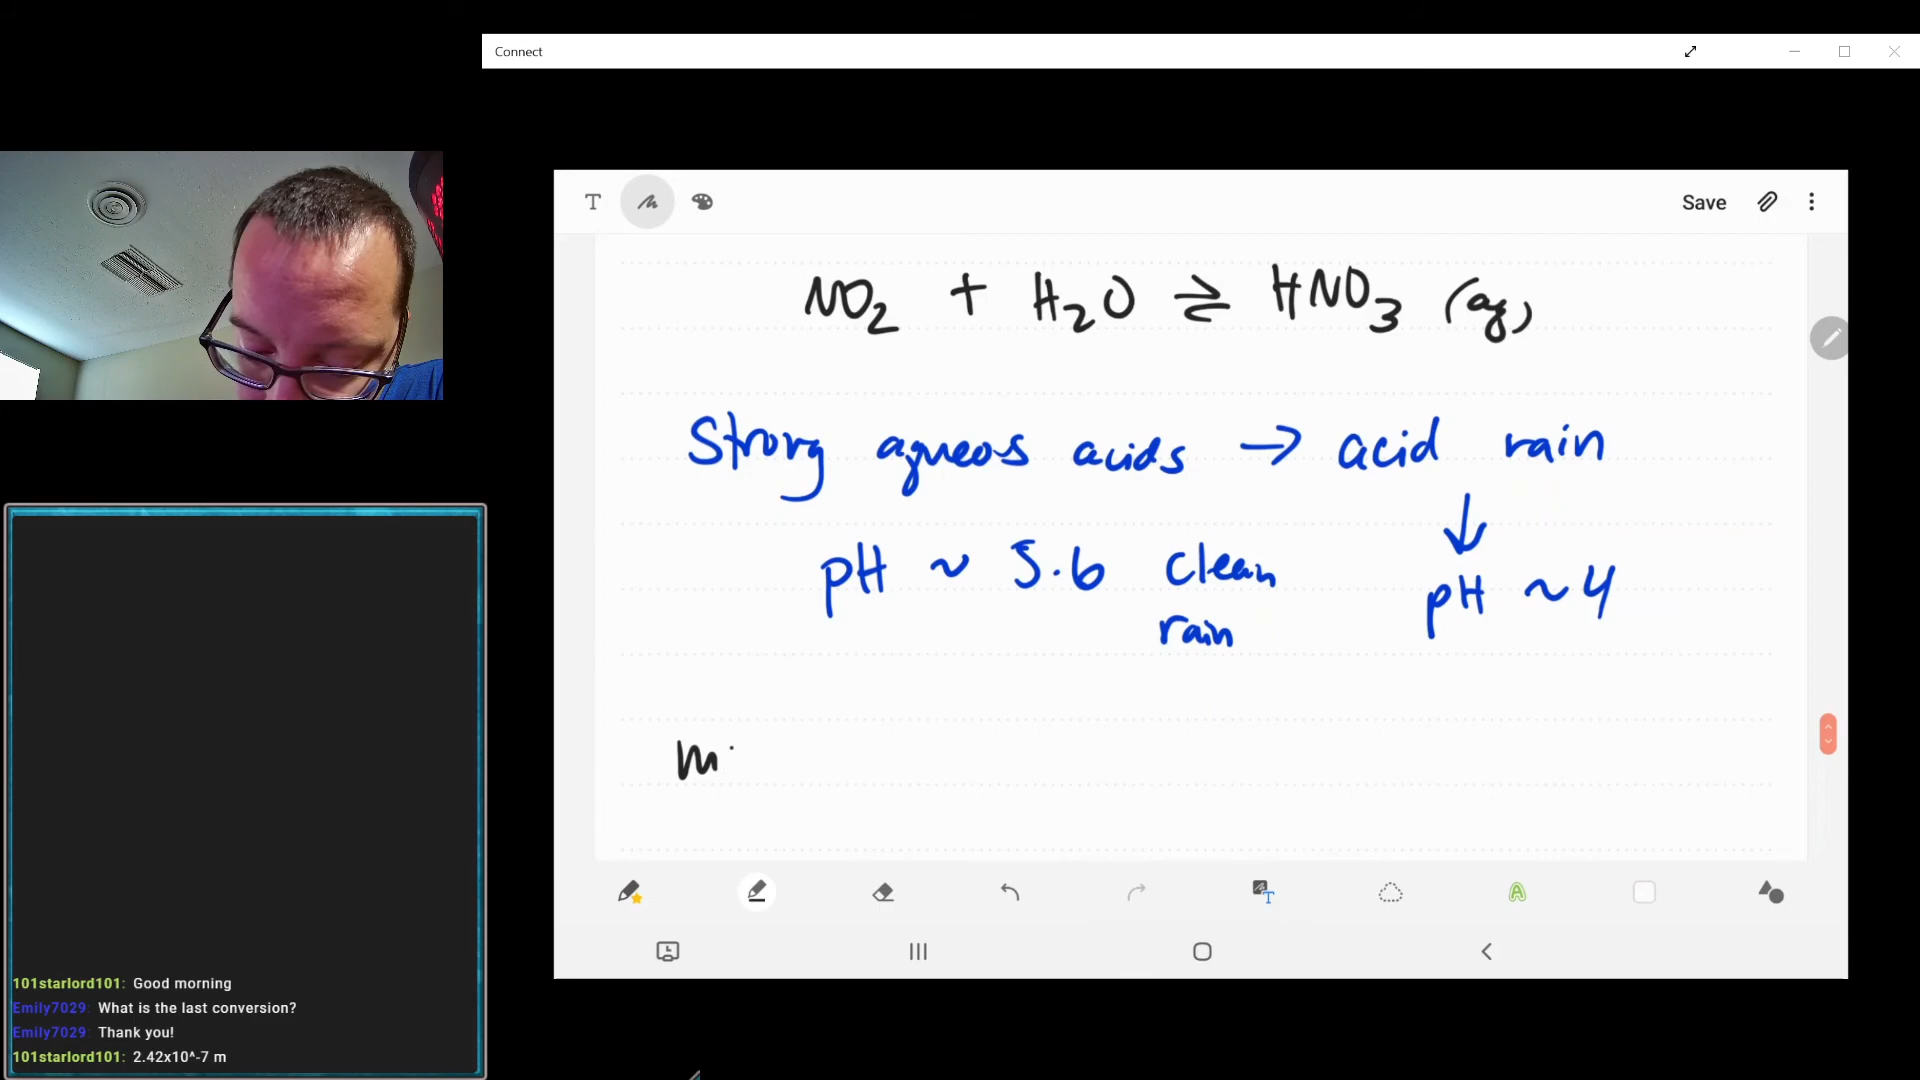 Connect
T Save
NO2 + H2O ⇌ HNO3 (aq)
Strong aqueos acids → acid rain
↓
pH ~ 5.6 clean rain
pH ~ 4
m
T
A
101starlord101: Good morning
Emily7029: What is the last conversion?
Emily7029: Thank you!
101starlord101: 2.42x10^-7 m